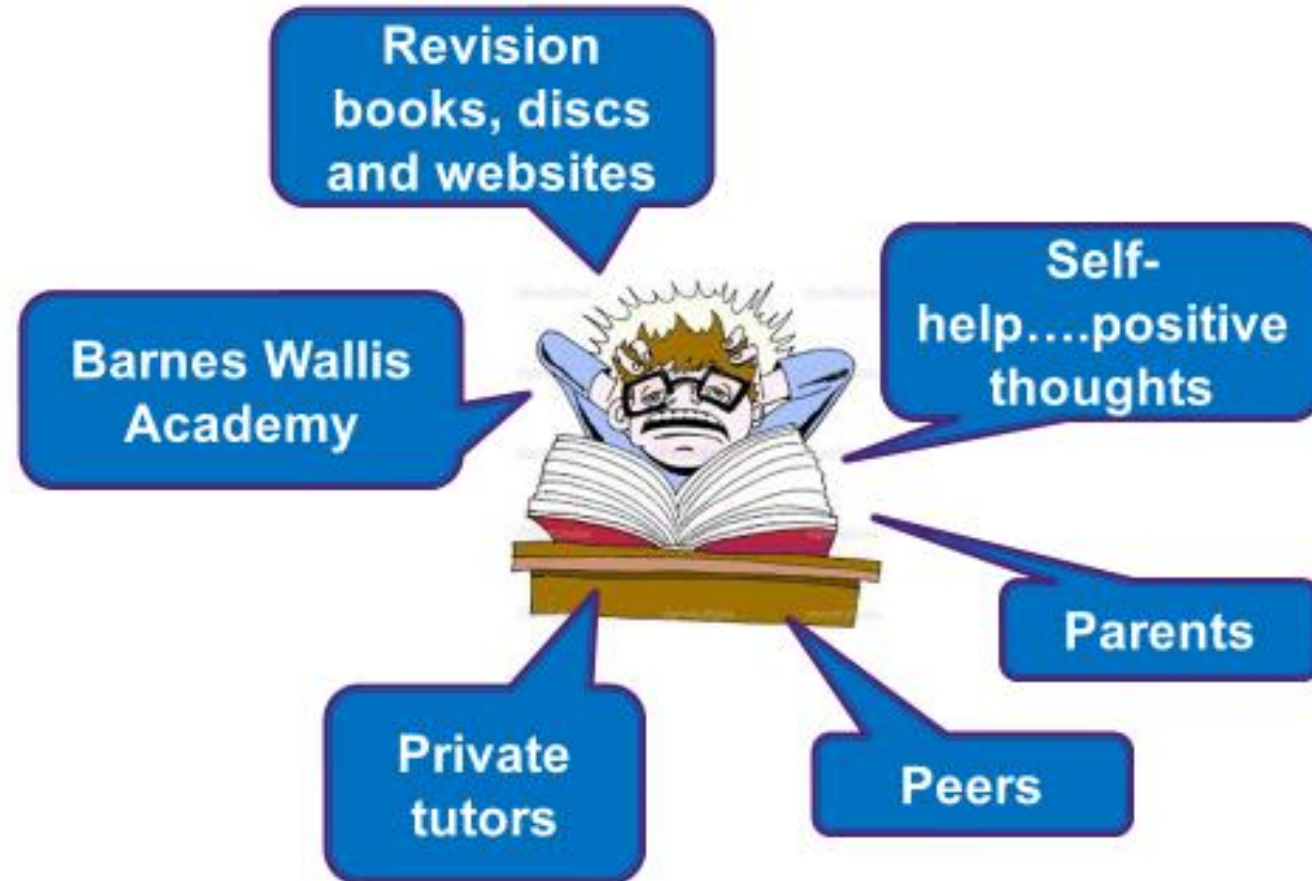 Revision
books, discs
and websites
Self-
help....positive
thoughts
Barnes Wallis
Academy
Parents
Private
tutors
Peers